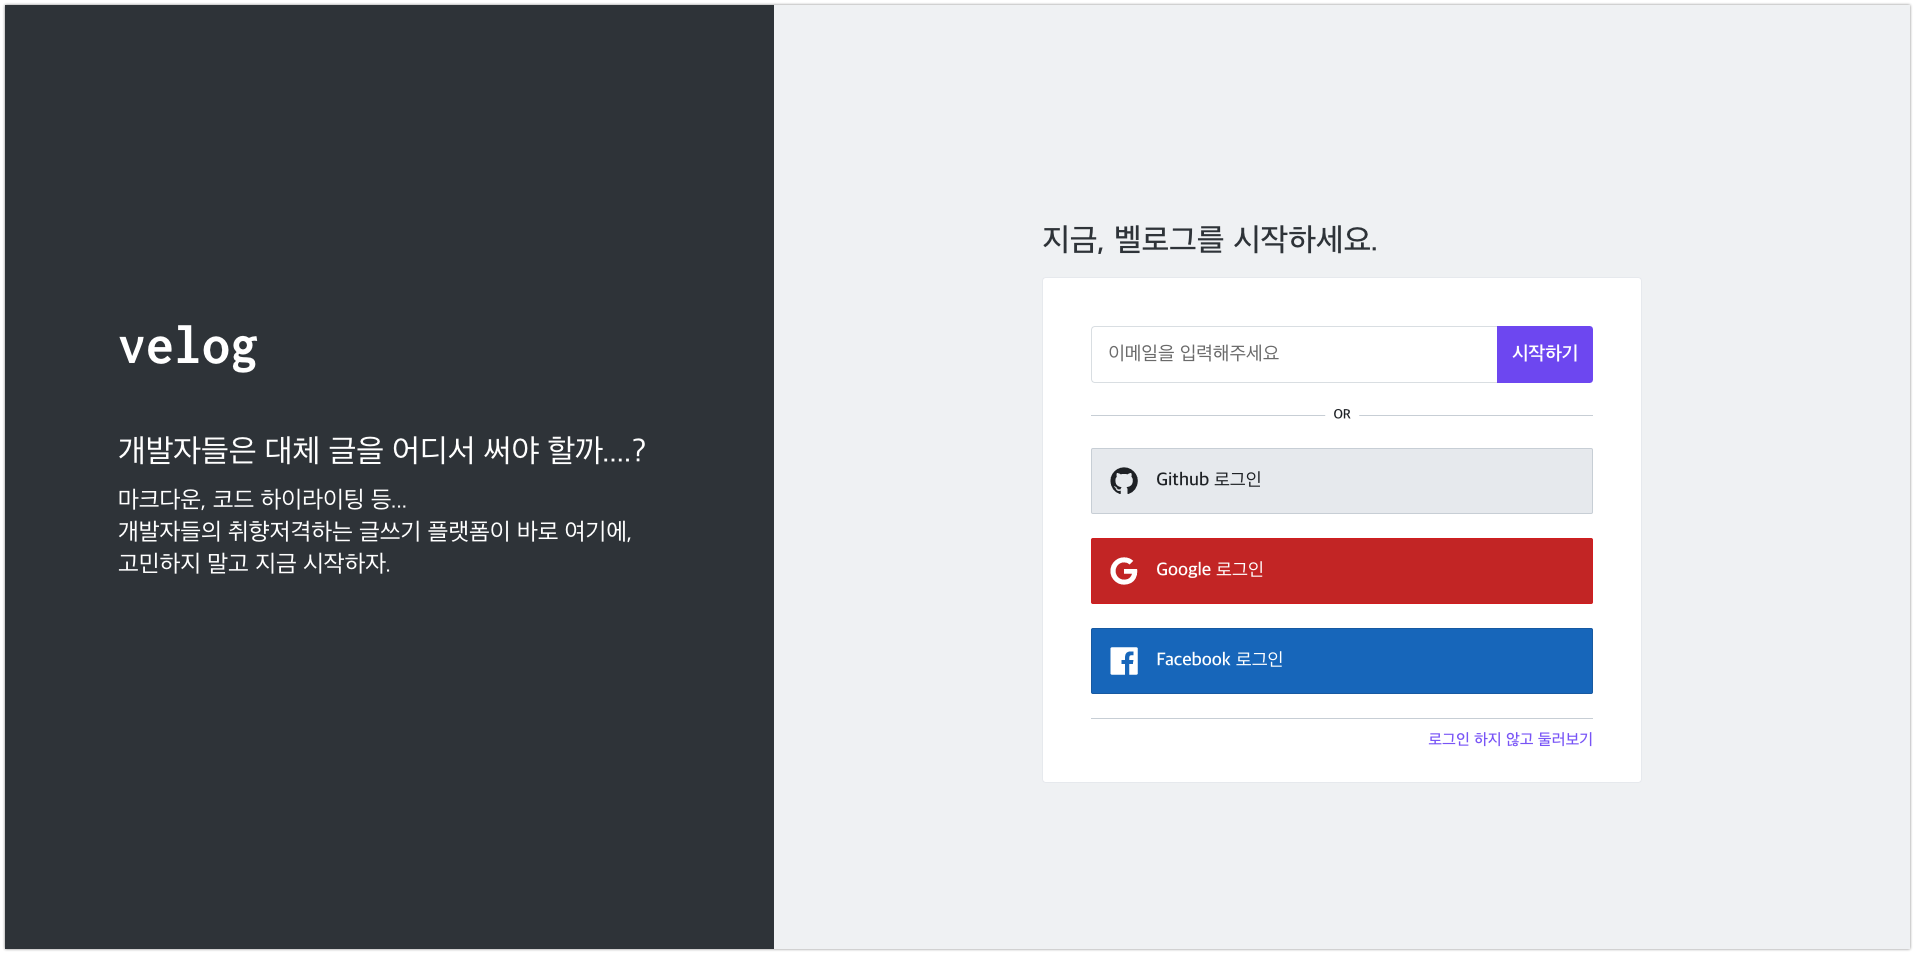 velog
개발자들은 대체 글을 어디서 써야 할까....?
마크다운, 코드 하이라이팅 등...
개발자들의 취향저격하는 글쓰기 플랫폼이 바로 여기에,
고민하지 말고 지금 시작하자.
지금, 벨로그를 시작하세요.
이메일을 입력해주세요 시작하기
OR
Github 로그인
Google 로그인
Facebook 로그인
로그인 하지 않고 둘러보기